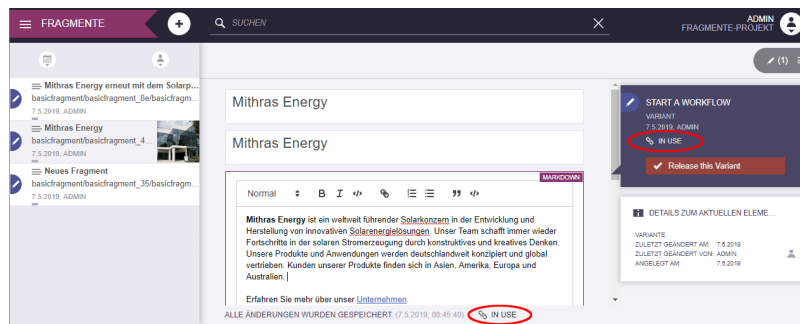 FRAGMENTE
SUCHEN
ADMIN
FRAGMENTE-PROJEKT
(1)
Mithras Energy erneut mit dem Solarp...
basicfragment/basicfragment_8e/basicfragm...
7.5.2019, ADMIN
Mithras Energy
basicfragment/basicfragment_4...
7.5.2019, ADMIN
Neues Fragment
basicfragment/basicfragment_35/basicfragm...
7.5.2019, ADMIN
Mithras Energy
Mithras Energy
MARKDOWN
Normal
B I
Mithras Energy ist ein weltweit führender Solarkonzern in der Entwicklung und
Herstellung von innovativen Solarenergielösungen. Unser Team schafft immer wieder
Fortschritte in der solaren Stromerzeugung durch konstruktives und kreatives Denken.
Unsere Produkte und Anwendungen werden deutschlandweit konzipiert und global
vertrieben. Kunden unserer Produkte finden sich in Asien, Amerika, Europa und
Australien.
Erfahren Sie mehr über unser Unternehmen.
ALLE ÄNDERUNGEN WURDEN GESPEICHERT. (7.5.2019, 08:45:40) IN USE
START A WORKFLOW
VARIANT
7.5.2019, ADMIN
IN USE
Release this Variant
DETAILS ZUM AKTUELLEN ELEME...
VARIANTE
ZULETZT GEÄNDERT AM: 7.5.2019
ZULETZT GEÄNDERT VON: ADMIN
ANGELEGT AM: 7.5.2019